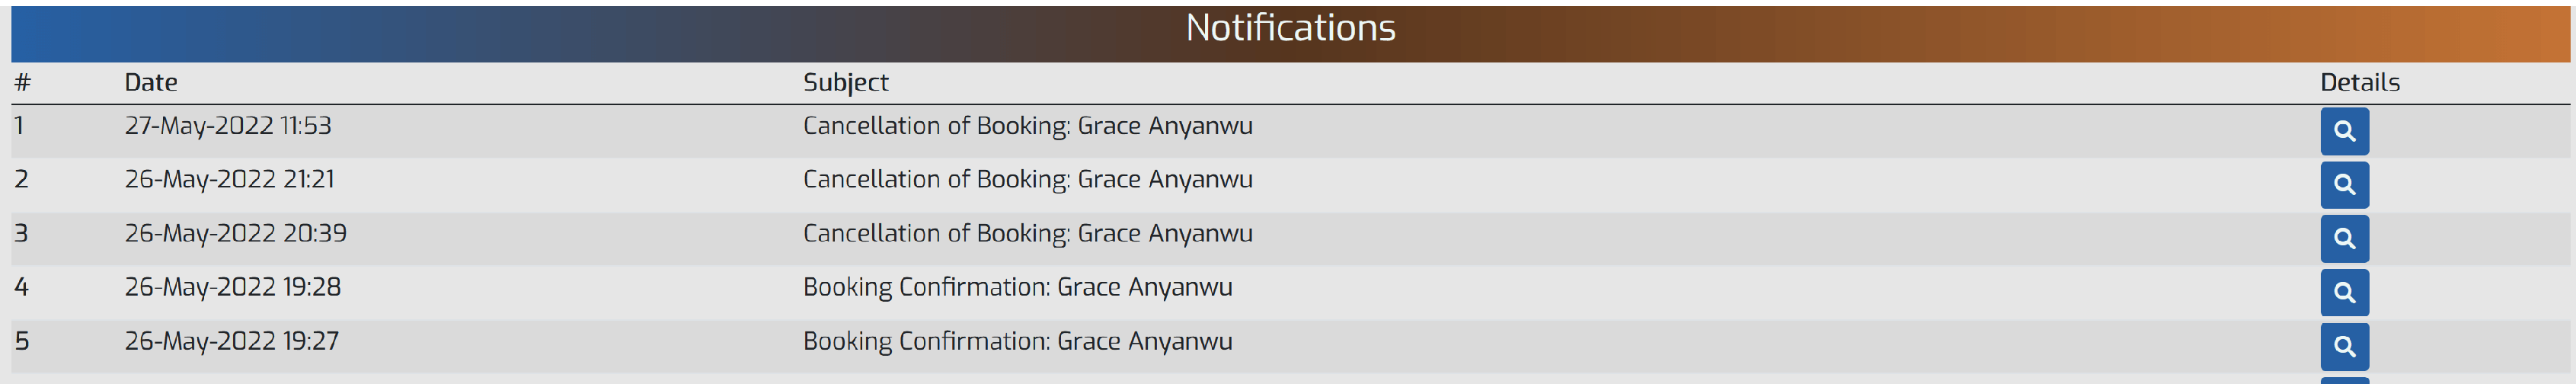 Notifications
# Date Subject Details
1 27-May-2022 11:53 Cancellation of Booking: Grace Anyanwu
2 26-May-2022 21:21 Cancellation of Booking: Grace Anyanwu
3 26-May-2022 20:39 Cancellation of Booking: Grace Anyanwu
4 26-May-2022 19:28 Booking Confirmation: Grace Anyanwu
5 26-May-2022 19:27 Booking Confirmation: Grace Anyanwu